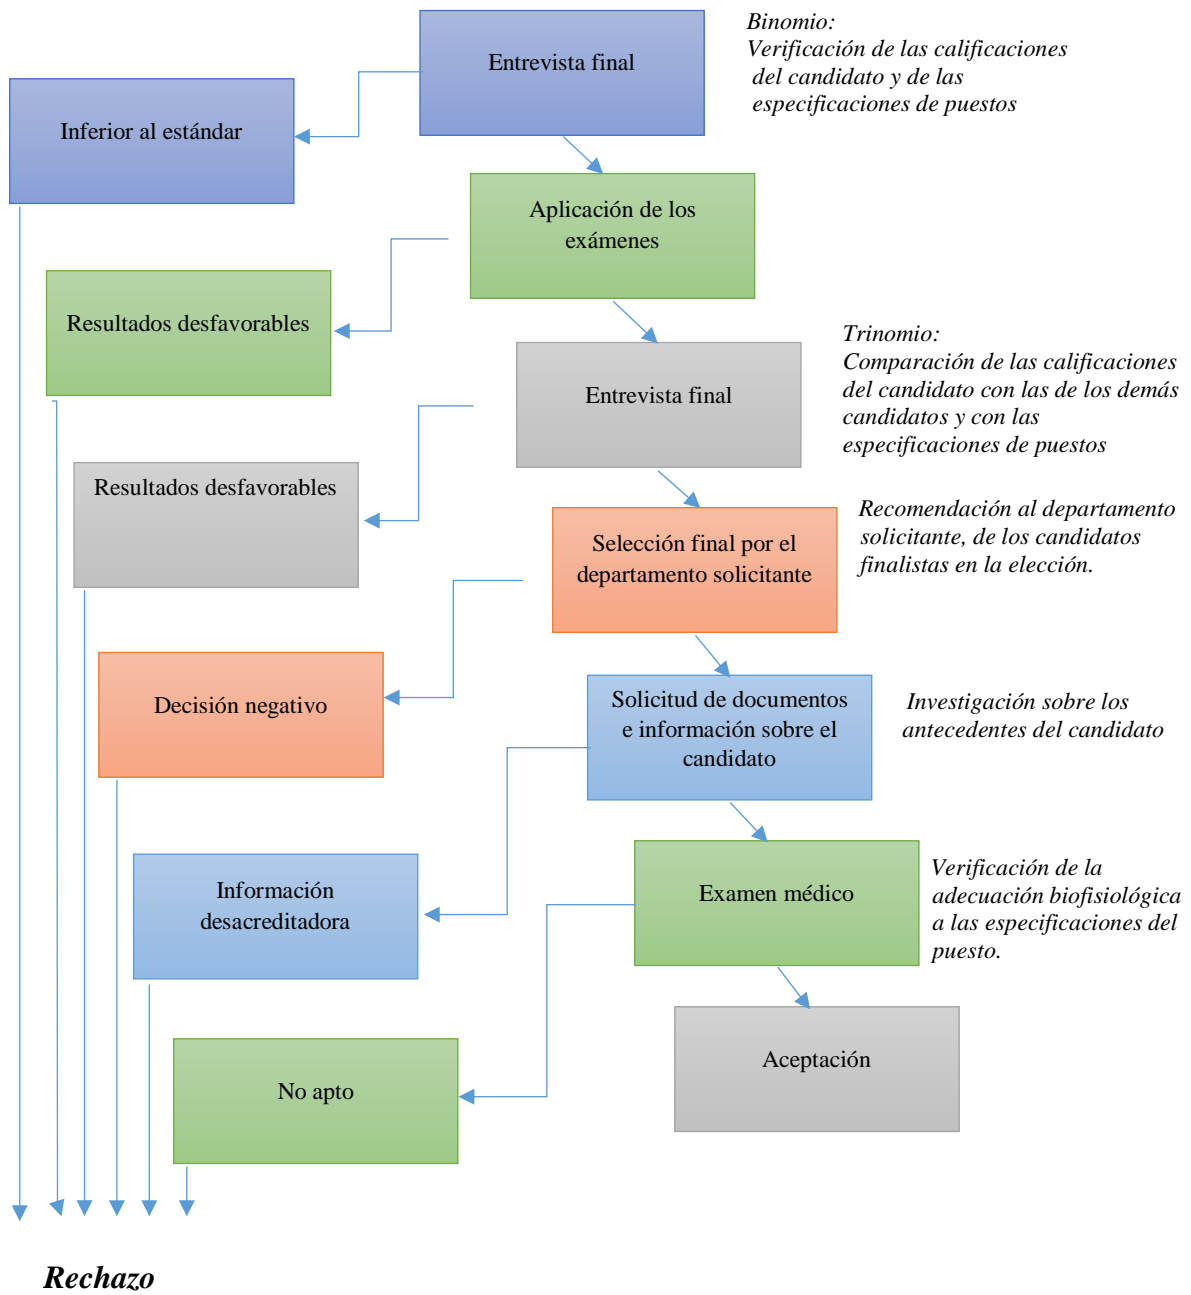 Binomio:
Verificación de las calificaciones
del candidato y de las
especificaciones de puestos
Entrevista final
Inferior al estándar
Aplicación de los
exámenes
Resultados desfavorables
Trinomio:
Comparación de las calificaciones
del candidato con las de los demás
candidatos y con las
especificaciones de puestos
Entrevista final
Resultados desfavorables
Recomendación al departamento
solicitante, de los candidatos
finalistas en la elección.
Selección final por el
departamento solicitante
Decisión negativo
Solicitud de documentos
e información sobre el
candidato
Investigación sobre los
antecedentes del candidato
Información
desacreditadora
Examen médico
Verificación de la
adecuación biofisiológica
a las especificaciones del
puesto.
Aceptación
No apto
Rechazo